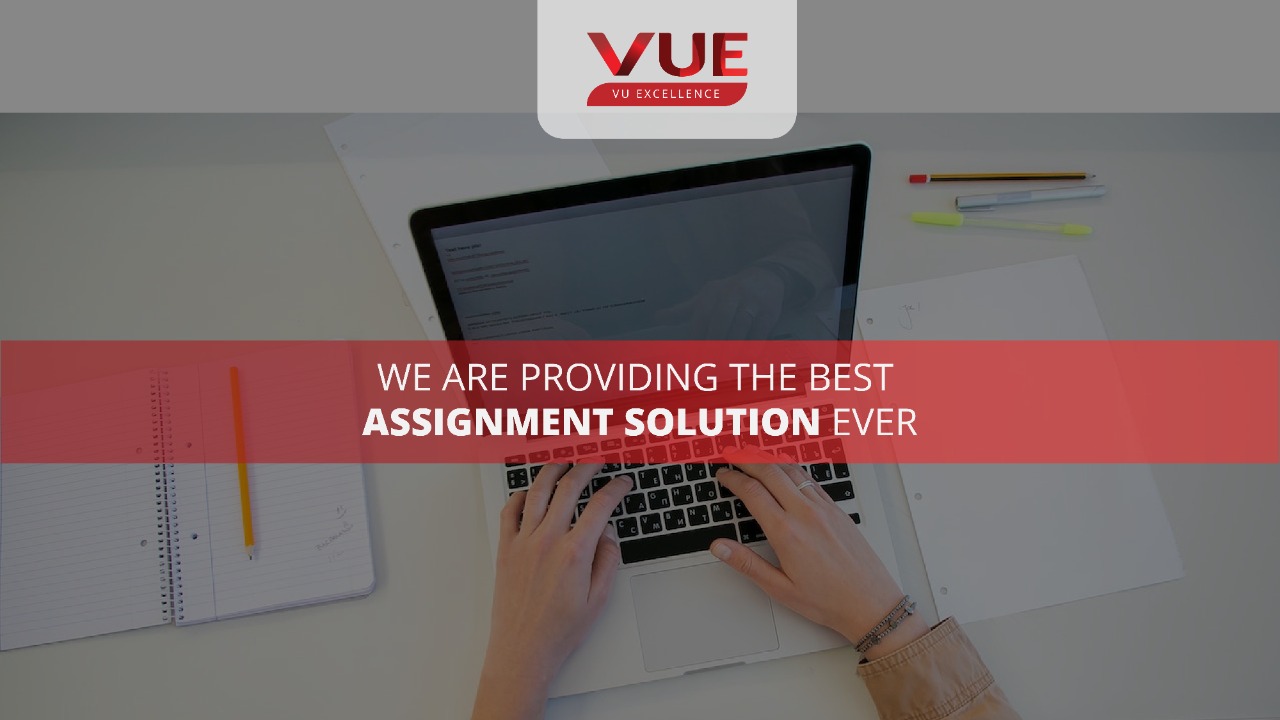 VUE
VU EXCELLENCE
WE ARE PROVIDING THE BEST
ASSIGNMENT SOLUTION EVER